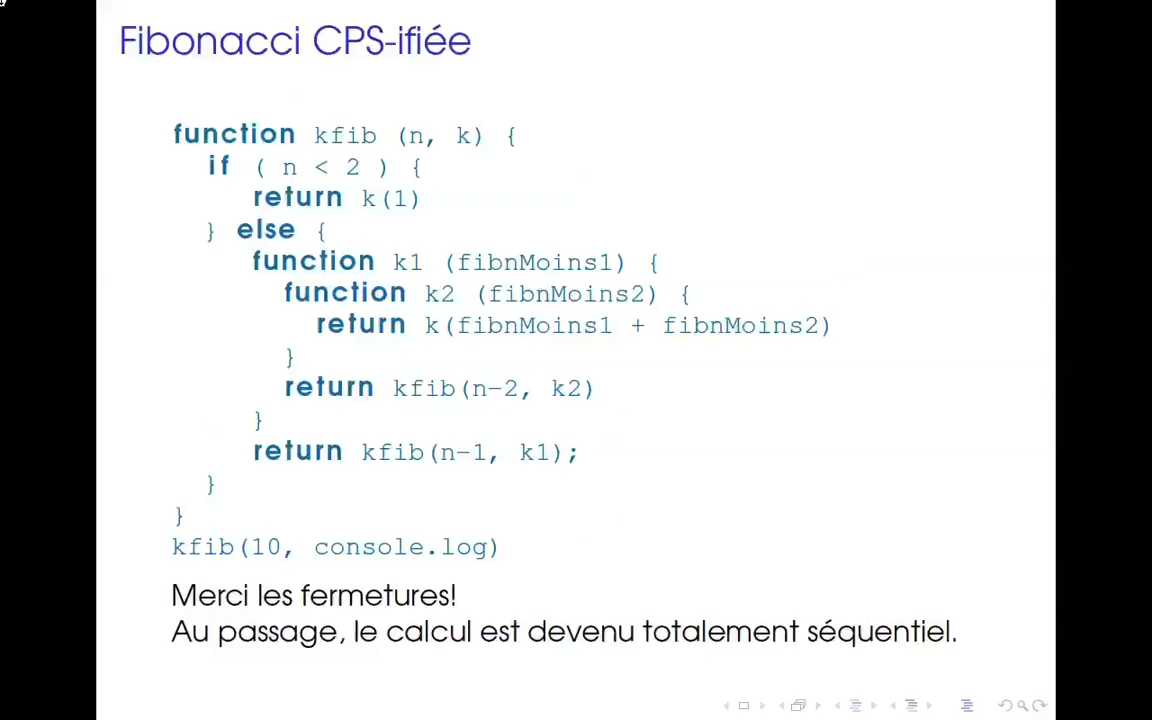 Fibonacci CPS-ifiée
function kfib (n, k) {
if ( n < 2 ) {
return k(1)
} else {
function k1 (fibnMoins1) {
function k2 (fibnMoins2) {
return k(fibnMoins1 + fibnMoins2)
}
return kfib(n-2, k2)
}
return kfib(n-1, k1);
}
}
kfib(10, console.log)
Merci les fermetures!
Au passage, le calcul est devenu totalement séquentiel.